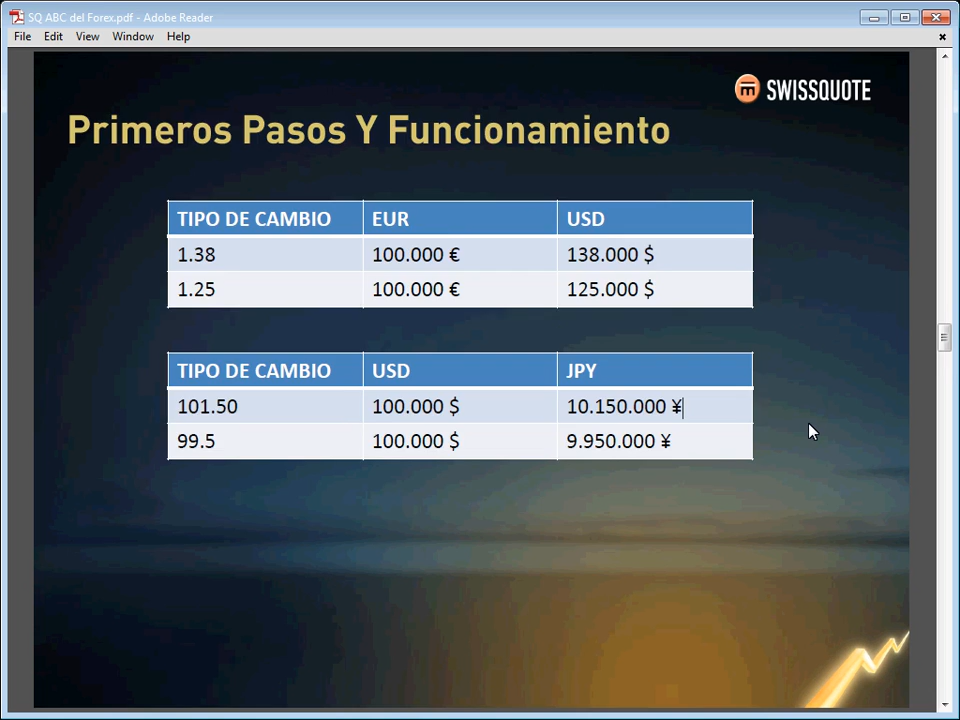 SQ ABC del Forex.pdf - Adobe Reader
File Edit View Window Help
SWISSQUOTE
Primeros Pasos Y Funcionamiento
TIPO DE CAMBIO EUR USD
1.38 100.000 € 138.000 $
1.25 100.000 € 125.000 $
TIPO DE CAMBIO USD JPY
101.50 100.000 $ 10.150.000 ¥
99.5 100.000 $ 9.950.000 ¥